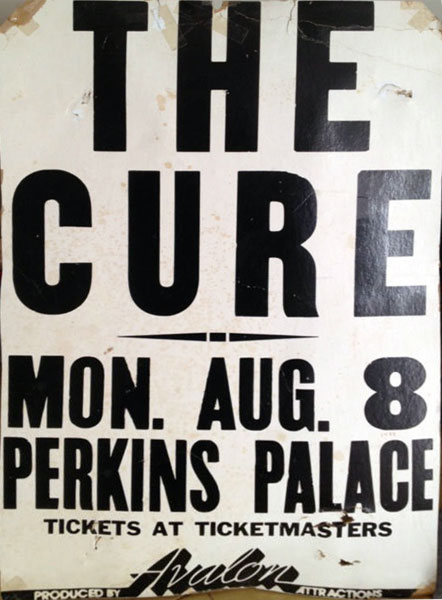 THE
CURE
MON. AUG. 8
PERKINS PALACE
TICKETS AT TICKETMASTERS
PRODUCED BY Avalon ATTRACTIONS